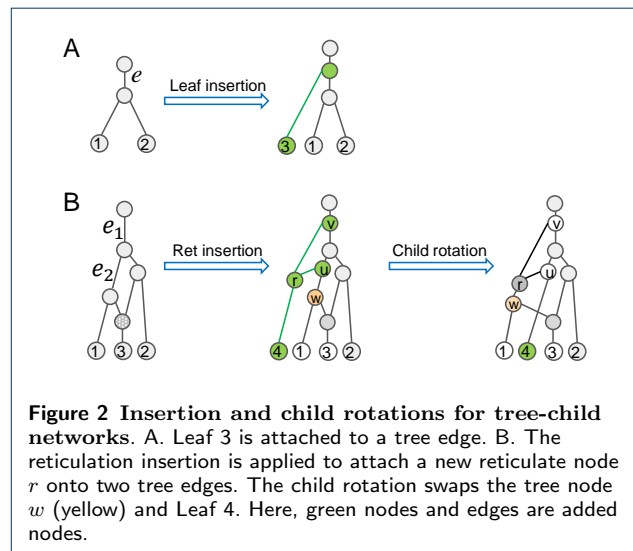 A
e
Leaf insertion
1 2
3 1 2
B
e₁
e₂
Ret insertion
Child rotation
v
v
u
r
u
r
w
w
1 3 2
4 1 3 2
1 4 3 2
Figure 2 Insertion and child rotations for tree-child
networks. A. Leaf 3 is attached to a tree edge. B. The
reticulation insertion is applied to attach a new reticulate node
r onto two tree edges. The child rotation swaps the tree node
w (yellow) and Leaf 4. Here, green nodes and edges are added
nodes.